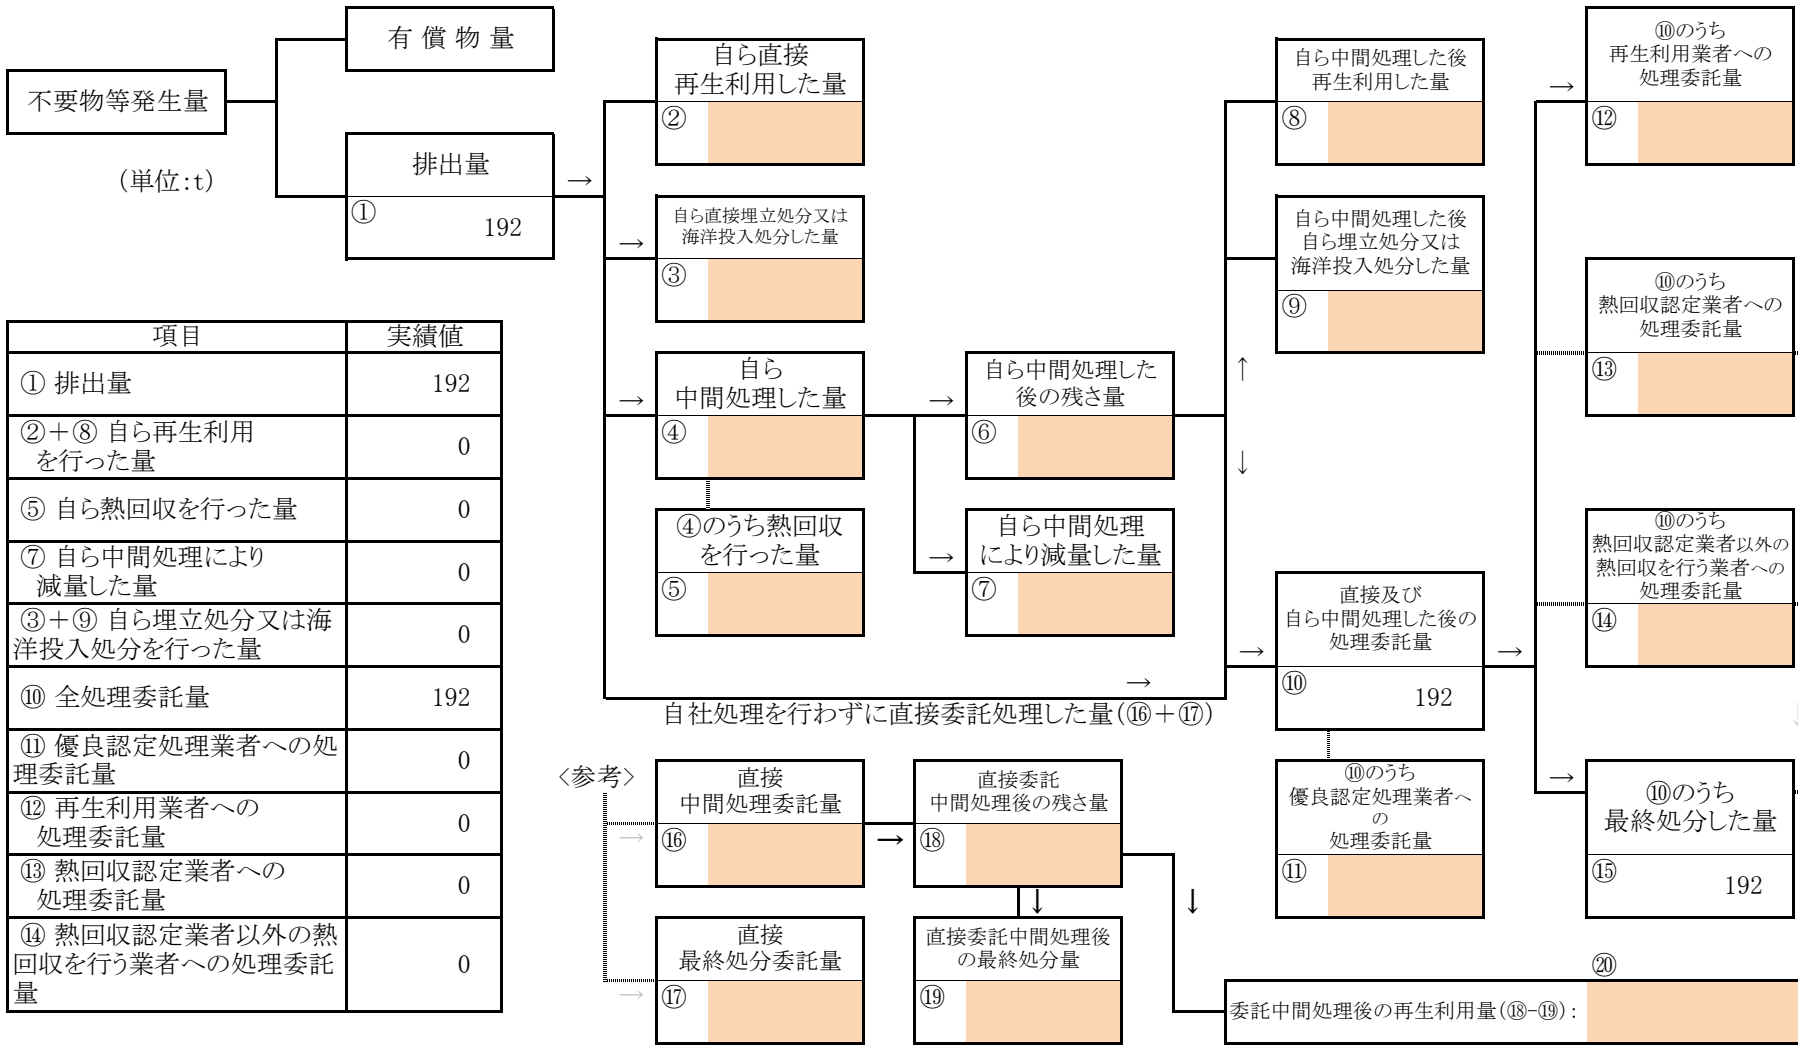 不要物等発生量
(単位:t)
有償物量
排出量
①
192
→
自ら直接
再生利用した量
②
→
自ら直接埋立処分又は
海洋投入処分した量
③
→
自ら
中間処理した量
④
④のうち熱回収
を行った量
⑤
→
自ら中間処理した
後の残さ量
⑥
→
自ら中間処理
により減量した量
⑦
↑
↓
自ら中間処理した後
再生利用した量
⑧
自ら中間処理した後
自ら埋立処分又は
海洋投入処分した量
⑨
→
自社処理を行わずに直接委託処理した量(⑯+⑰)
→
直接及び
自ら中間処理した後の
処理委託量
⑩
192
→
⑩のうち
優良認定処理業者へ
の
処理委託量
⑪
→
⑩のうち
再生利用業者への
処理委託量
⑫
⑩のうち
熱回収認定業者への
処理委託量
⑬
⑩のうち
熱回収認定業者以外の
熱回収を行う業者への
処理委託量
⑭
↓
→
⑩のうち
最終処分した量
⑮
192
項目 実績値
① 排出量 192
②+⑧ 自ら再生利用
を行った量 0
⑤ 自ら熱回収を行った量 0
⑦ 自ら中間処理により
減量した量 0
③+⑨ 自ら埋立処分又は海
洋投入処分を行った量 0
⑩ 全処理委託量 192
⑪ 優良認定処理業者への処
理委託量 0
⑫ 再生利用業者への
処理委託量 0
⑬ 熱回収認定業者への
処理委託量 0
⑭ 熱回収認定業者以外の熱
回収を行う業者への処理委託
量 0
<参考>
→
直接
中間処理委託量
⑯
→
直接委託
中間処理後の残さ量
⑱
↓
↓
→
直接
最終処分委託量
⑰
直接委託中間処理後
の最終処分量
⑲
⑳
委託中間処理後の再生利用量(⑱-⑲):